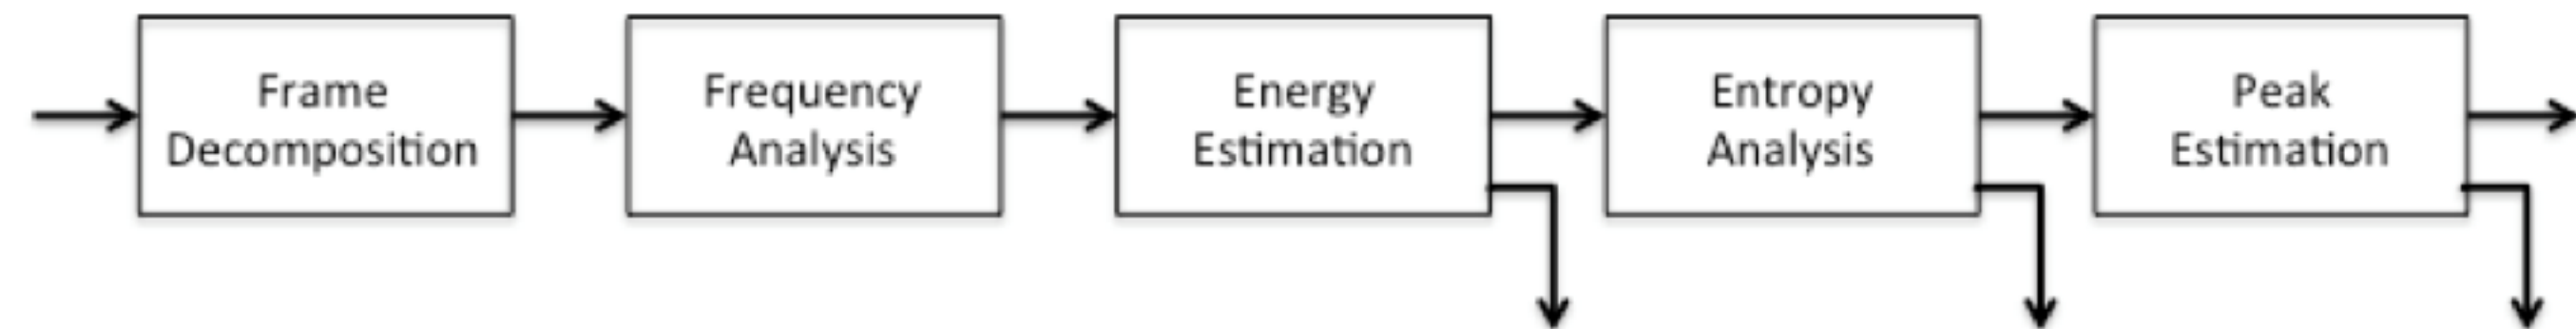 Frame
Decomposition
Frequency
Analysis
Energy
Estimation
Entropy
Analysis
Peak
Estimation